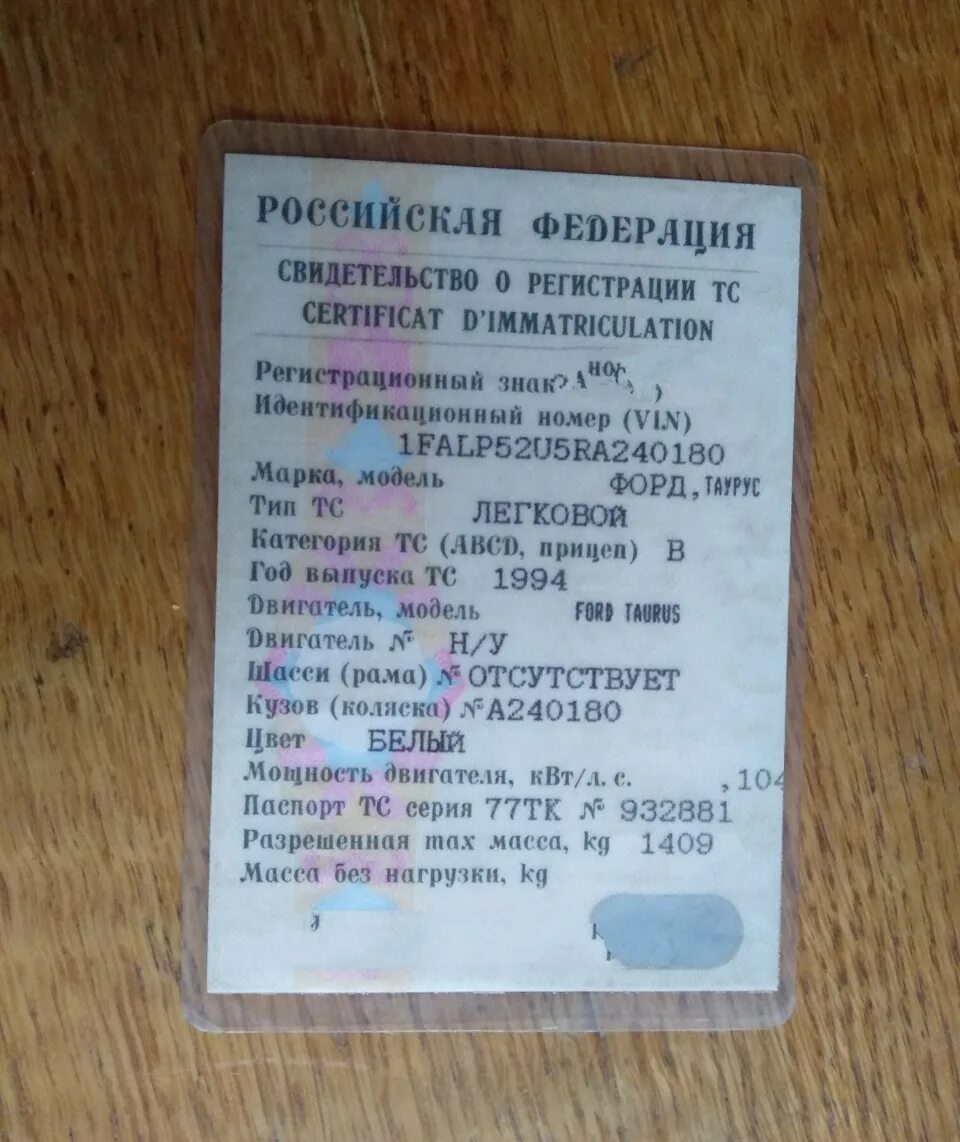 РОССИЙСКАЯ ФЕДЕРАЦИЯ
СВИДЕТЕЛЬСТВО О РЕГИСТРАЦИИ ТС
CERTIFICAT D'IMMATRICULATION
Регистрационный знак
Идентификационный номер (VIN)
1FALP52U5RA240180
Марка, модель ФОРД, ТАУРУС
Тип ТС ЛЕГКОВОЙ
Категория ТС (ABCD, прицеп) B
Год выпуска ТС 1994
Двигатель, модель FORD TAURUS
Двигатель № Н/У
Шасси (рама) № ОТСУТСТВУЕТ
Кузов (коляска) № А240180
Цвет БЕЛЫЙ
Мощность двигателя, кВт/л. с. ,104
Паспорт ТС серия 77ТК № 932881
Разрешенная max масса, kg 1409
Масса без нагрузки, kg